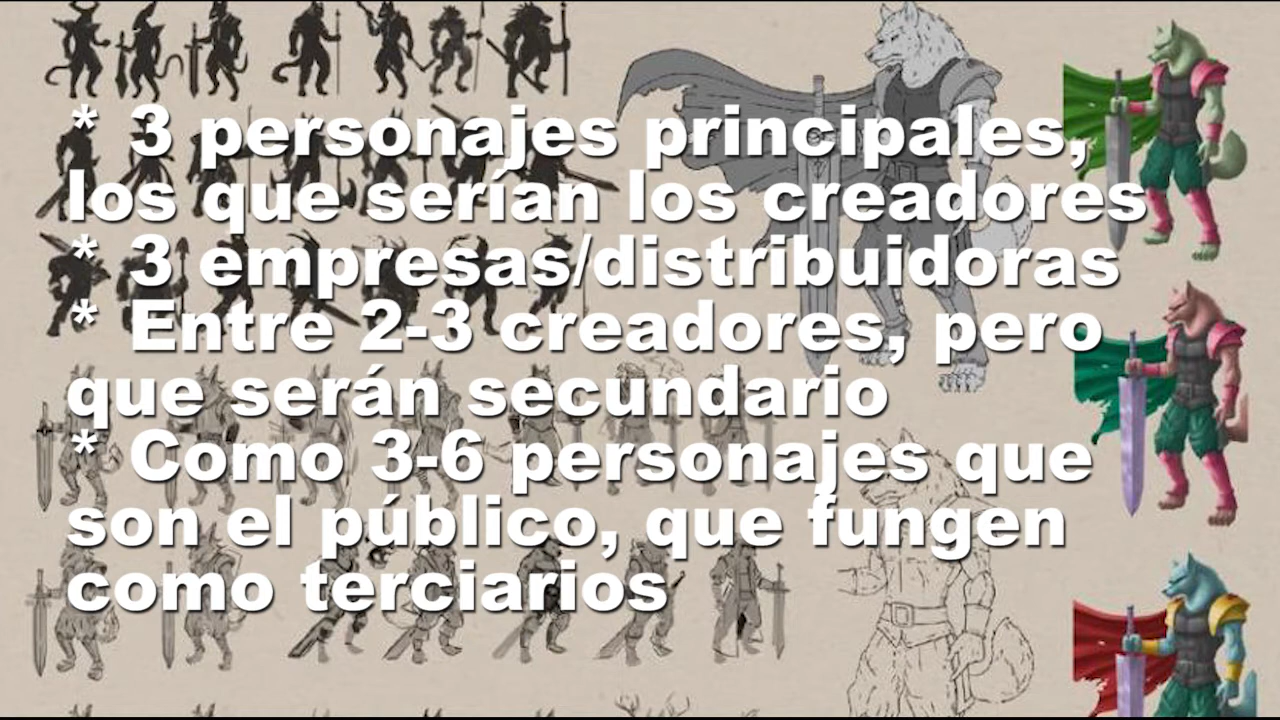 * 3 personajes principales,
los que serían los creadores
* 3 empresas/distribuidoras
* Entre 2-3 creadores, pero
que serán secundario
* Como 3-6 personajes que
son el público, que fungen
como terciarios